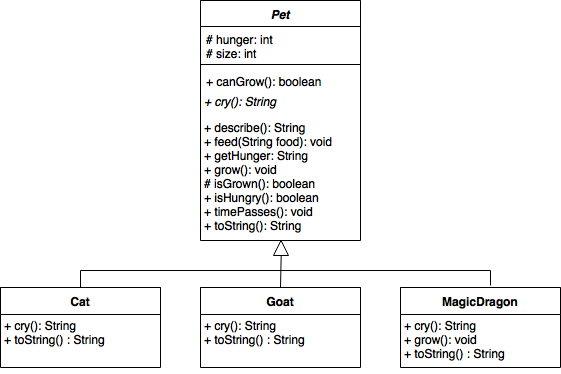 Pet
# hunger: int
# size: int
+ canGrow(): boolean
+ cry(): String
+ describe(): String
+ feed(String food): void
+ getHunger: String
+ grow(): void
# isGrown(): boolean
+ isHungry(): boolean
+ timePasses(): void
+ toString(): String
Cat
+ cry(): String
+ toString() : String
Goat
+ cry(): String
+ toString() : String
MagicDragon
+ cry(): String
+ grow(): void
+ toString() : String